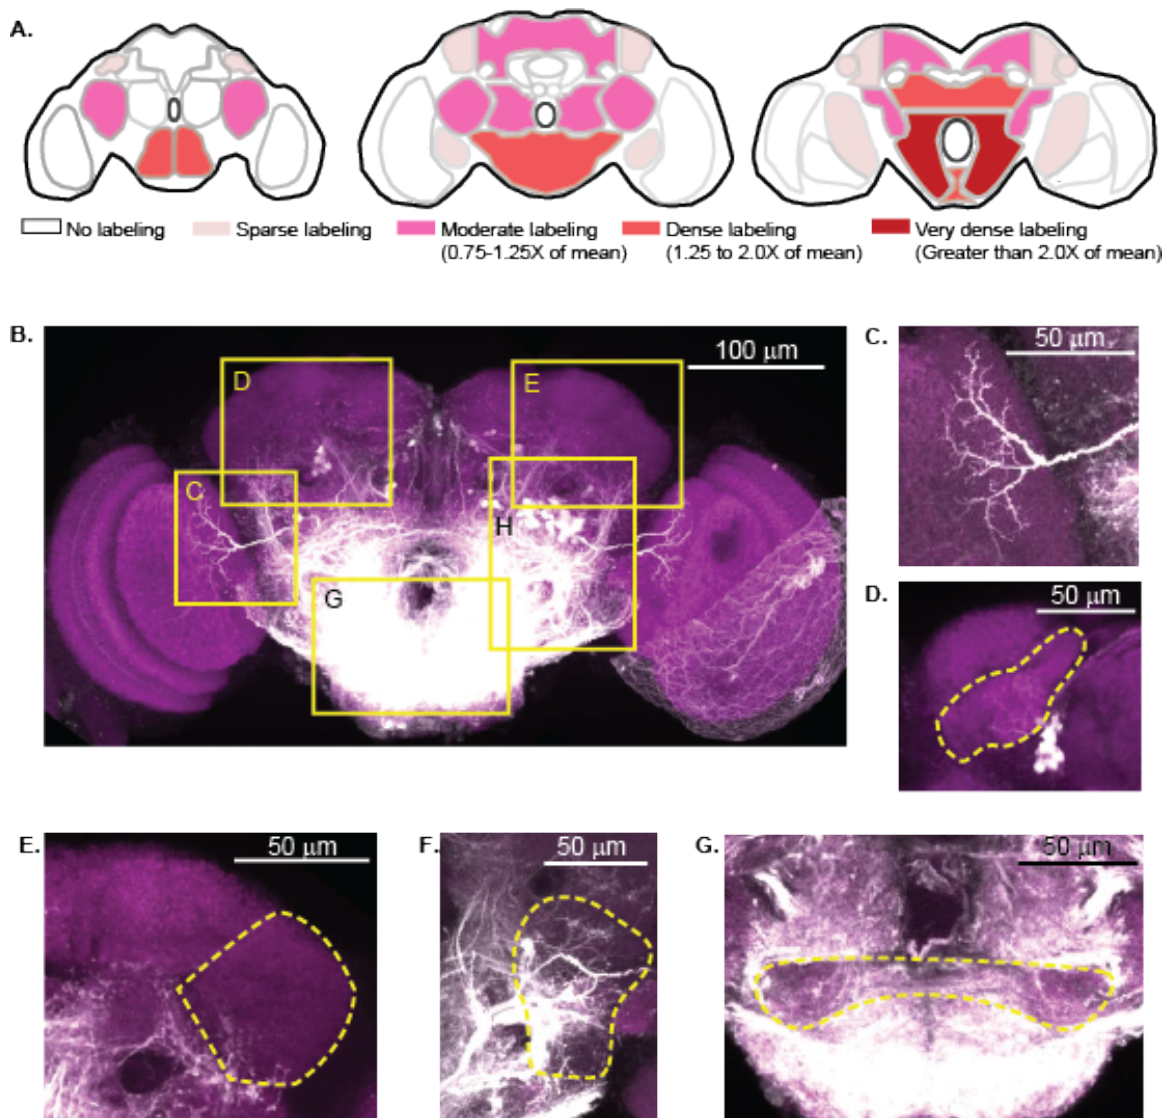 A.
No labeling
Sparse labeling
Moderate labeling
(0.75-1.25X of mean)
Dense labeling
(1.25 to 2.0X of mean)
Very dense labeling
(Greater than 2.0X of mean)
B.
D
E
100 μm
C
H
G
C.
50 μm
D.
50 μm
E.
50 μm
F.
50 μm
G.
50 μm